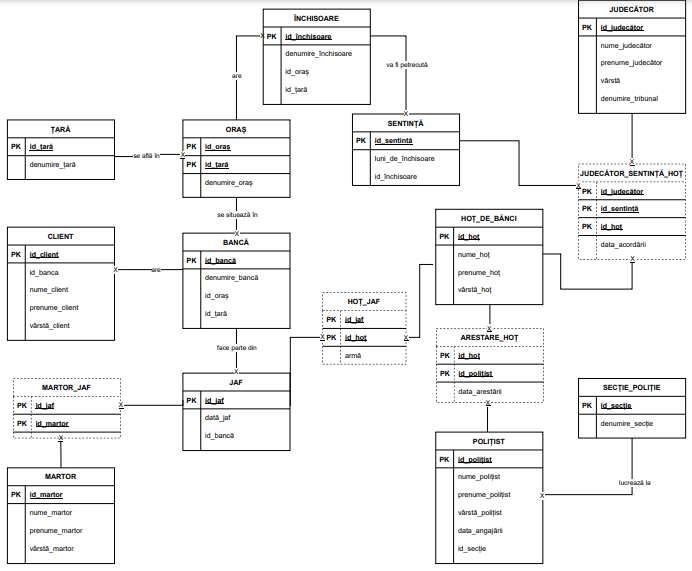 ÎNCHISOARE
PK id_închisoare
denumire_închisoare
id_oraș
id_țară
JUDECĂTOR
PK id_judecător
nume_judecător
prenume_judecător
vârstă
denumire_tribunal
are
va fi petrecută
ȚARĂ
PK id_țară
denumire_țară
se află în
ORAȘ
PK id_oraș
PK id_țară
denumire_oraș
SENTINȚĂ
PK id_sentință
luni_de_închisoare
id_închisoare
JUDECĂTOR_SENTINȚĂ_HOȚ
PK id_judecător
PK id_sentință
PK id_hoț
data_acordării
se situează în
CLIENT
PK id_client
id_banca
nume_client
prenume_client
vârstă_client
are
BANCĂ
PK id_bancă
denumire_bancă
id_oraș
id_țară
HOȚ_DE_BĂNCI
PK id_hoț
nume_hoț
prenume_hoț
vârstă_hoț
HOȚ_JAF
PK id_jaf
PK id_hoț
armă
face parte din
ARESTARE_HOȚ
PK id_hoț
PK id_polițist
data_arestării
MARTOR_JAF
PK id_jaf
PK id_martor
JAF
PK id_jaf
dată_jaf
id_bancă
SECȚIE_POLIȚIE
PK id_secție
denumire_secție
MARTOR
PK id_martor
nume_martor
prenume_martor
vârstă_martor
POLIȚIST
PK id_polițist
nume_polițist
prenume_polițist
vârstă_polițist
data_angajării
id_secție
lucrează la